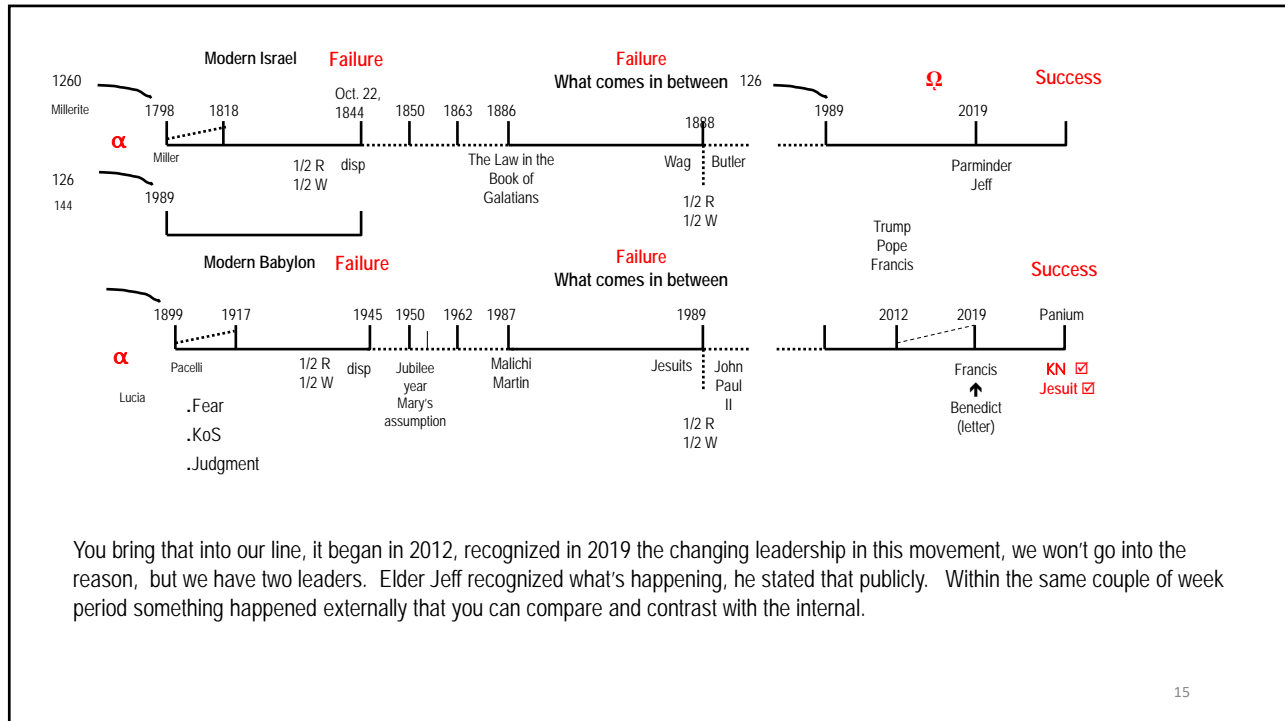 Modern Israel
Failure
Failure
What comes in between
Ω
Success
1260
Millerite
1798
1818
Oct. 22,
1844
1850
1863
1886
1888
126
1989
2019
α
Miller
1/2 R
1/2 W
disp
The Law in the
Book of
Galatians
Wag
Butler
1/2 R
1/2 W
Parminder
Jeff
126
144
1989
Trump
Pope
Francis
Modern Babylon
Failure
Failure
What comes in between
Success
1899
1917
1945
1950
1962
1987
1989
2012
2019
Panium
α
Pacelli
Lucia
.Fear
.KoS
.Judgment
1/2 R
1/2 W
disp
Jubilee
year
Mary's
assumption
Malichi
Martin
Jesuits
John
Paul
II
1/2 R
1/2 W
Francis
Benedict
(letter)
KN ☑
Jesuit ☑
You bring that into our line, it began in 2012, recognized in 2019 the changing leadership in this movement, we won't go into the
reason, but we have two leaders. Elder Jeff recognized what's happening, he stated that publicly. Within the same couple of week
period something happened externally that you can compare and contrast with the internal.
15